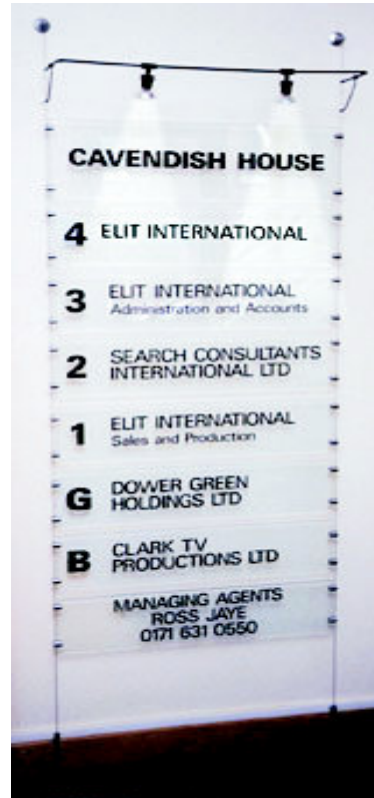 CAVENDISH HOUSE
4 ELIT INTERNATIONAL
3 ELIT INTERNATIONAL
Administration and Accounts
2 SEARCH CONSULTANTS
INTERNATIONAL LTD
1 ELIT INTERNATIONAL
Sales and Production
G DOWER GREEN
HOLDINGS LTD
B CLARK TV
PRODUCTIONS LTD
MANAGING AGENTS
ROSS JAYE
0171 631 0550